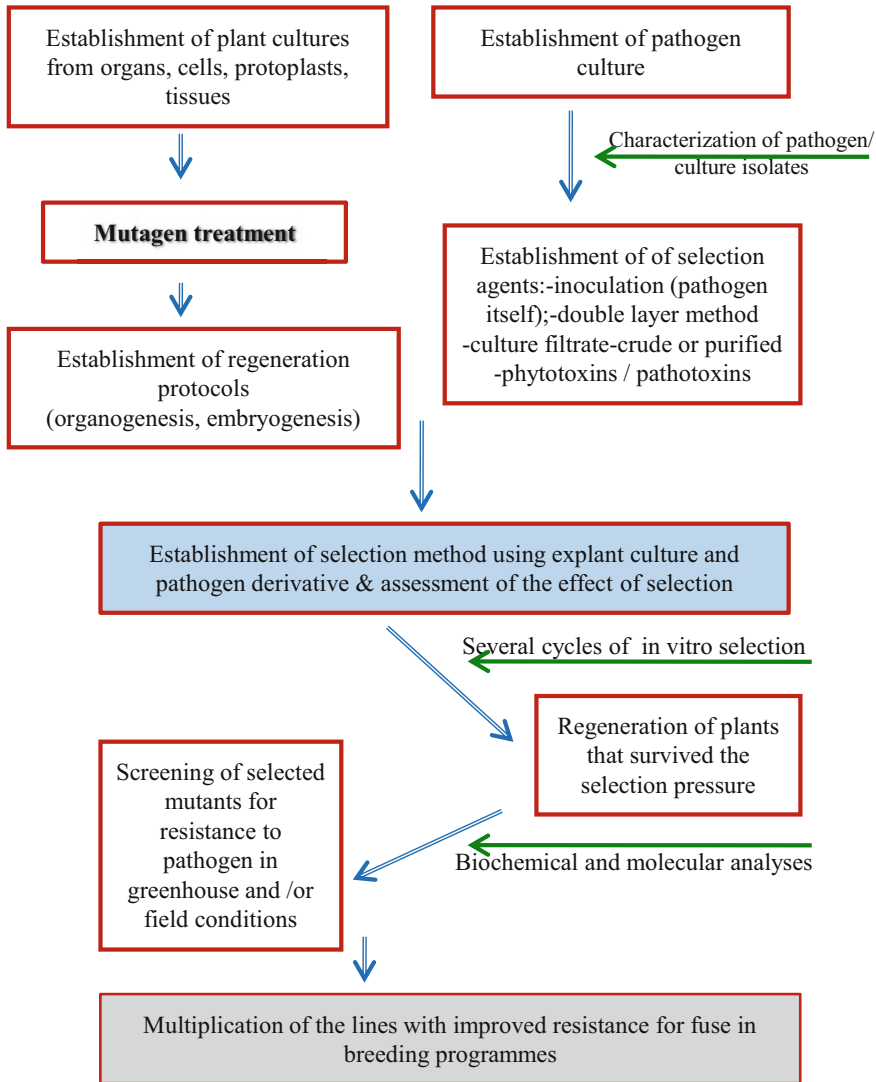 Establishment of plant cultures
from organs, cells, protoplasts,
tissues
Establishment of pathogen
culture
Characterization of pathogen/
culture isolates
Mutagen treatment
Establishment of of selection
agents:-inoculation (pathogen
itself);-double layer method
-culture filtrate-crude or purified
-phytotoxins / pathotoxins
Establishment of regeneration
protocols
(organogenesis, embryogenesis)
Establishment of selection method using explant culture and
pathogen derivative & assessment of the effect of selection
Several cycles of in vitro selection
Regeneration of plants
that survived the
selection pressure
Screening of selected
mutants for
resistance to
pathogen in
greenhouse and /or
field conditions
Biochemical and molecular analyses
Multiplication of the lines with improved resistance for fuse in
breeding programmes